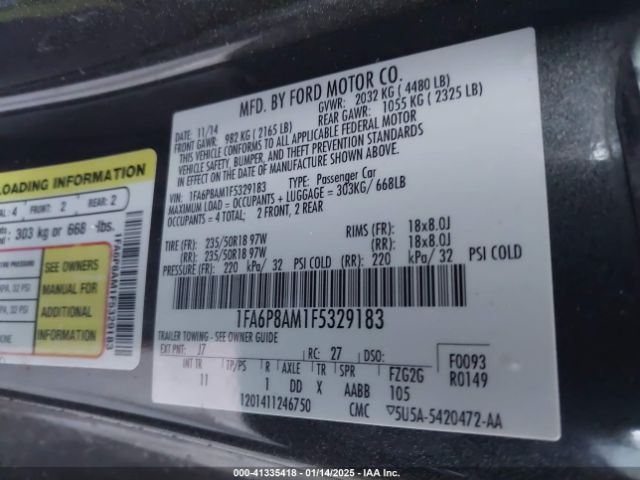 MFD. BY FORD MOTOR CO.
DATE: 11/14 GVWR: 2032 KG ( 4480 LB)
FRONT GAWR: 982 KG ( 2165 LB) REAR GAWR: 1055 KG ( 2325 LB)
THIS VEHICLE CONFORMS TO ALL APPLICABLE FEDERAL MOTOR
VEHICLE SAFETY, BUMPER, AND THEFT PREVENTION STANDARDS
IN EFFECT ON THE DATE OF MANUFACTURE SHOWN ABOVE.
VIN: 1FA6P8AM1F5329183 TYPE: Passenger Car
MAXIMUM LOAD = OCCUPANTS + LUGGAGE = 303KG/ 668LB
OCCUPANTS = 4 TOTAL; 2 FRONT, 2 REAR
TIRE (FR): 235/50R18 97W RIMS (FR): 18x8.0J
(RR): 235/50R18 97W (RR): 18x8.0J
PRESSURE (FR): 220 kPa/ 32 PSI COLD (RR): 220 kPa/ 32 PSI COLD
1FA6P8AM1F5329183
TRAILER TOWING - SEE OWNER GUIDE
EXT PNT: J7 RC: 27 DSO: F0093
INT TR TP/PS R AXLE TR SPR FZG2G R0149
11 1 DD X AABB 105
1201411246750 CMC 5U5A-5420472-AA
LOADING INFORMATION
4 FRONT: 2 REAR: 2
303 kg or 668 lbs.
SEE OWNERS
MANUAL FOR
ADDITIONAL
INFORMATION
1FA6P8AM1F5329183
(VIN) - 41335418 - 01/14/2025 - IAA Inc.